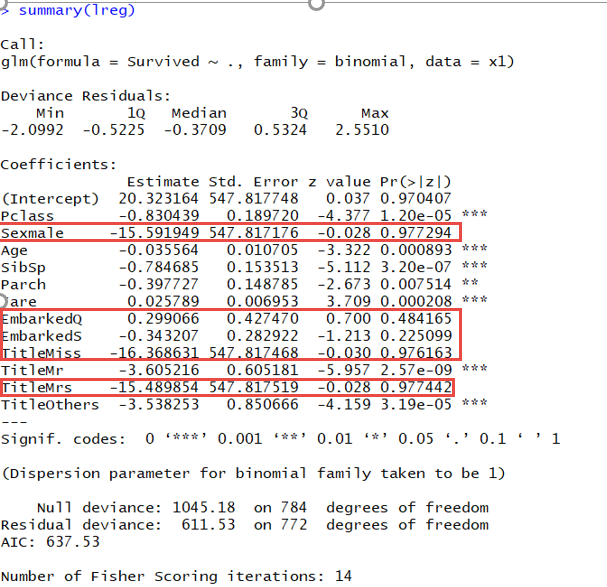 > summary(lreg)
Call:
glm(formula = Survived ~ ., family = binomial, data = x1)
Deviance Residuals:
Min 1Q Median 3Q Max
-2.0992 -0.5225 -0.3709 0.5324 2.5510
Coefficients:
Estimate Std. Error z value Pr(>|z|)
(Intercept) 20.323164 547.817748 0.037 0.970407
Pclass -0.830439 0.189720 -4.377 1.20e-05 ***
Sexmale -15.591949 547.817176 -0.028 0.977294
Age -0.035564 0.010705 -3.322 0.000893 ***
SibSp -0.784685 0.153513 -5.112 3.20e-07 ***
Parch -0.397727 0.148785 -2.673 0.007514 **
Fare 0.025789 0.006953 3.709 0.000208 ***
EmbarkedQ 0.299066 0.427470 0.700 0.484165
EmbarkedS -0.343207 0.282922 -1.213 0.225099
TitleMiss -16.368631 547.817468 -0.030 0.976163
TitleMr -3.605216 0.605181 -5.957 2.57e-09 ***
TitleMrs -15.489854 547.817519 -0.028 0.977442
TitleOthers -3.538253 0.850666 -4.159 3.19e-05 ***
---
Signif. codes: 0 ‘***’ 0.001 ‘**’ 0.01 ‘*’ 0.05 ‘.’ 0.1 ‘ ’ 1
(Dispersion parameter for binomial family taken to be 1)
Null deviance: 1045.18 on 784 degrees of freedom
Residual deviance: 611.53 on 772 degrees of freedom
AIC: 637.53
Number of Fisher Scoring iterations: 14